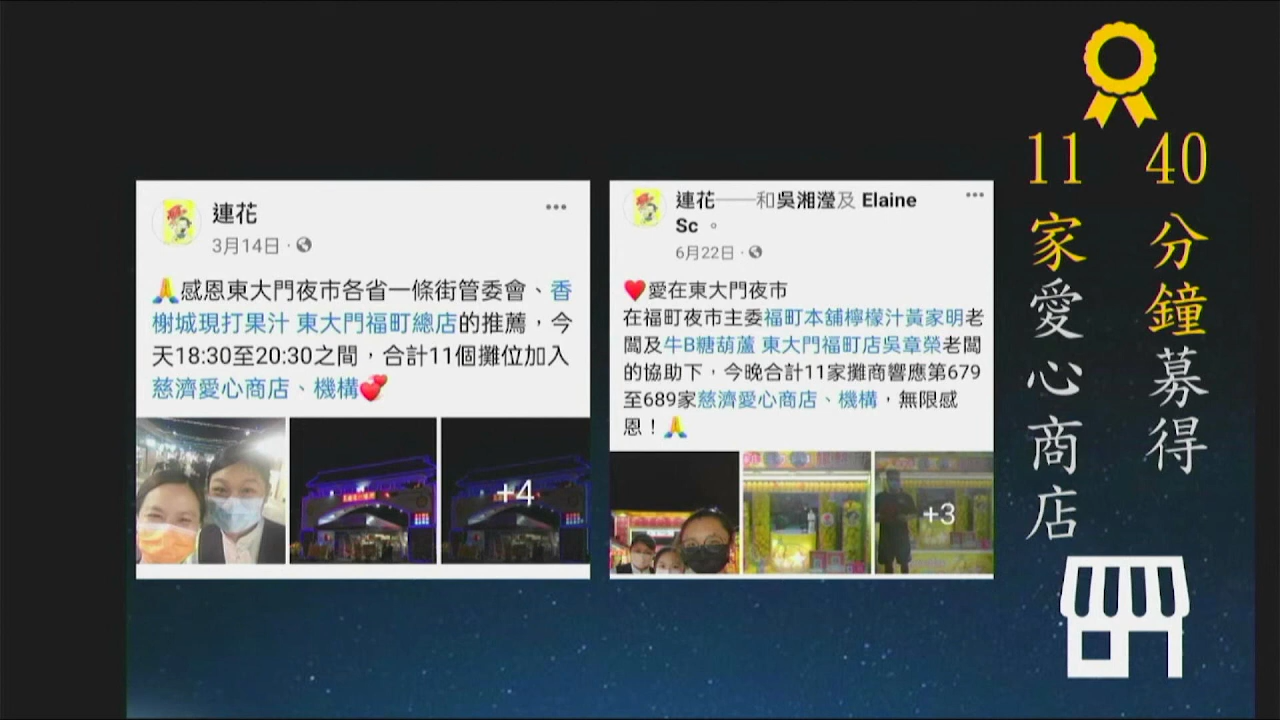 連花
3月14日 ·
🙏感恩東大門夜市各省一條街管委會、香
榭城現打果汁 東大門福町總店的推薦，今
天18:30至20:30之間，合計11個攤位加入
慈濟愛心商店、機構💕
+4
連花──和吳湘瀅及 Elaine
Sc 。
6月22日 ·
❤️愛在東大門夜市
在福町夜市主委福町本舖檸檬汁黃家明老
闆及牛B糖葫蘆 東大門福町店吳章榮老闆
的協助下，今晚合計11家攤商響應第679
至689家慈濟愛心商店、機構，無限感
恩！🙏
+3
40分鐘募得
11家愛心商店